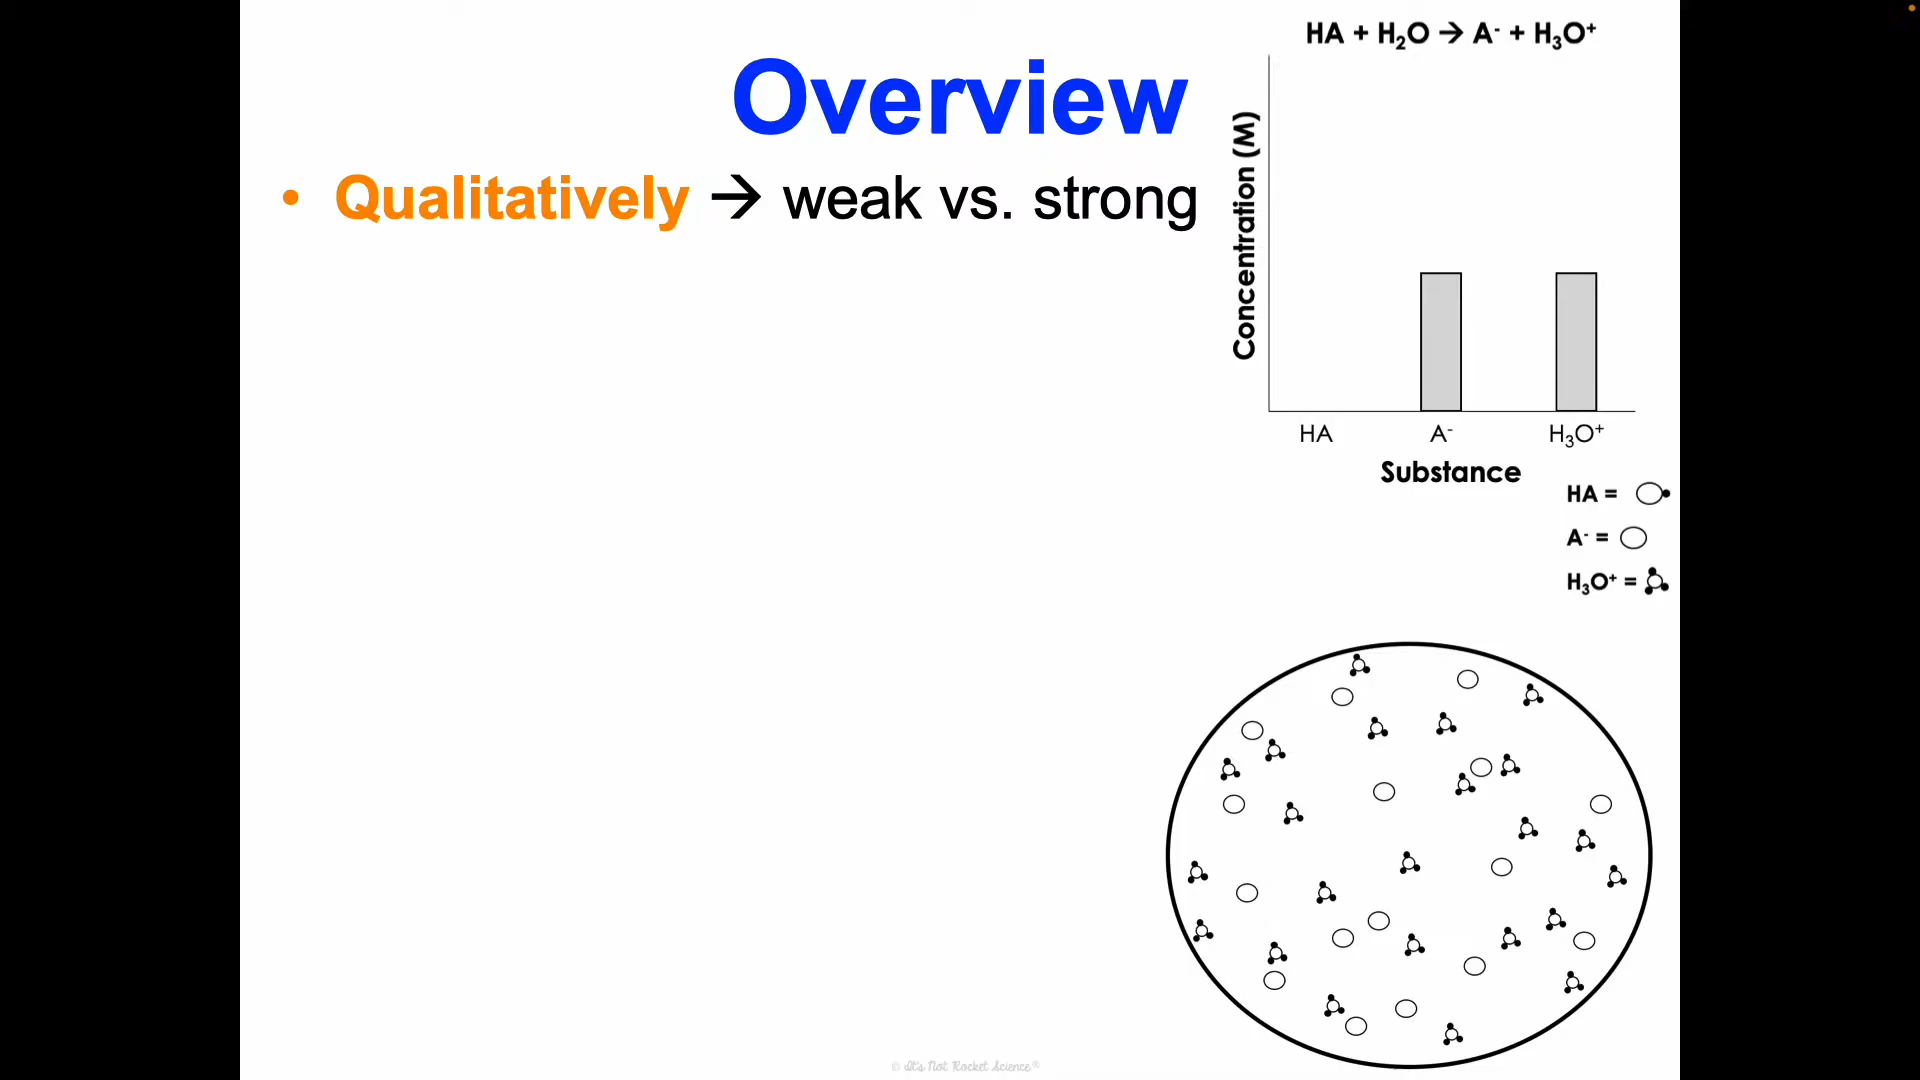 Overview
• Qualitatively → weak vs. strong
HA + H₂O → A⁻ + H₃O⁺
Concentration (M)
HA A⁻ H₃O⁺
Substance
HA =
A⁻ =
H₃O⁺ =
© It's Not Rocket Science®